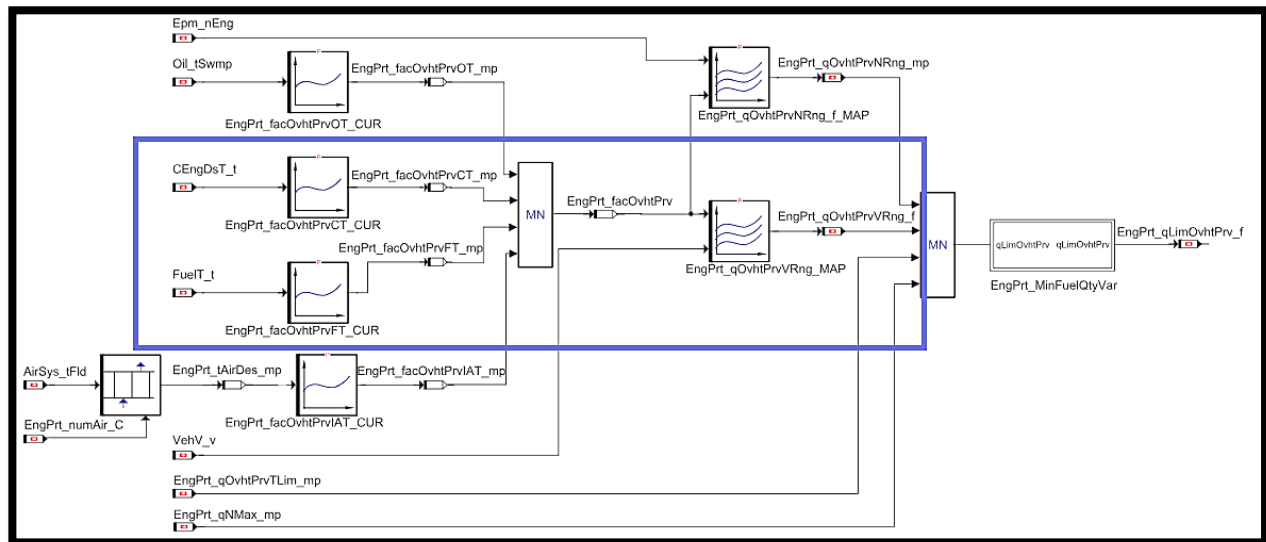 Epm_nEng
Oil_tSwmp
EngPrt_facOvhtPrvOT_mp
EngPrt_qOvhtPrvNRng_mp
EngPrt_facOvhtPrvOT_CUR
EngPrt_qOvhtPrvNRng_f_MAP
CEngDsT_t
EngPrt_facOvhtPrvCT_mp
EngPrt_facOvhtPrv
EngPrt_qOvhtPrvVRng_f
MN
MN
EngPrt_facOvhtPrvCT_CUR
EngPrt_facOvhtPrvFT_mp
qLimOvhtPrv qLimOvhtPrv
EngPrt_qLimOvhtPrv_f
FuelT_t
EngPrt_qOvhtPrvVRng_MAP
EngPrt_MinFuelQtyVar
EngPrt_facOvhtPrvFT_CUR
AirSys_tFld
EngPrt_tAirDes_mp
EngPrt_facOvhtPrvIAT_mp
EngPrt_numAir_C
EngPrt_facOvhtPrvIAT_CUR
VehV_v
EngPrt_qOvhtPrvTLim_mp
EngPrt_qNMax_mp